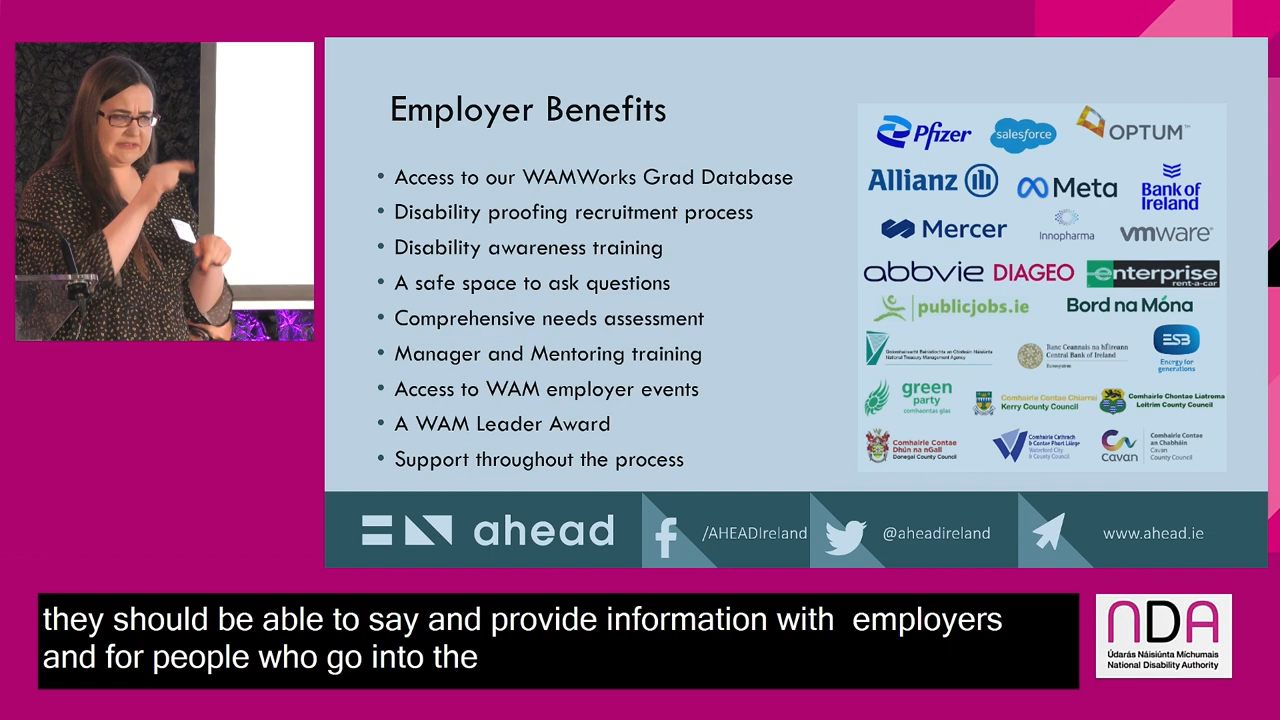 Employer Benefits
• Access to our WAMWorks Grad Database
• Disability proofing recruitment process
• Disability awareness training
• A safe space to ask questions
• Comprehensive needs assessment
• Manager and Mentoring training
• Access to WAM employer events
• A WAM Leader Award
• Support throughout the process
Pfizer
salesforce
OPTUM™
Allianz
Meta
Bank of
Ireland
Mercer
Innopharma
vmware®
abbvie
DIAGEO
enterprise
rent-a-car
publicjobs.ie
Bord na Móna
National Treasury Management Agency
Banc Ceannais na hÉireann
Central Bank of Ireland
Eurosystem
ESB
Energy for
generations
green
party
comhaontas glas
Comhairle Contae Chiarraí
Kerry County Council
Comhairle Chontae Liatroma
Leitrim County Council
Comhairle Contae
Dhún na nGall
Donegal County Council
Comhairle Cathrach
& Contae Phort Láirge
Waterford City
& County Council
Cavan
Comhairle Contae
an Chabháin
Cavan
County Council
ahead
/AHEADIreland
@aheadireland
www.ahead.ie
they should be able to say and provide information with  employers
and for people who go into the
NDA
Údarás Náisiúnta Míchumais
National Disability Authority